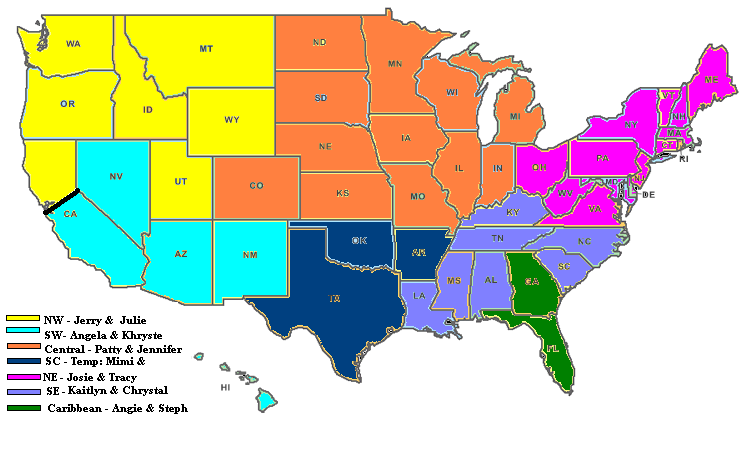 WA
MT
ND
MN
ME
OR
ID
SD
WI
VT
NH
WY
MI
NY
MA
IA
CT
RI
NV
UT
NE
IL
IN
OH
PA
NJ
CO
KS
MO
KY
WV
VA
MD
DE
CA
AZ
NM
OK
AR
TN
NC
SC
TA
LA
MS
AL
GA
FL
HI
NW - Jerry & Julie
SW- Angela & Khryste
Central - Patty & Jennifer
SC - Temp: Mimi &
NE - Josie & Tracy
SE - Kaitlyn & Chrystal
Caribbean - Angie & Steph